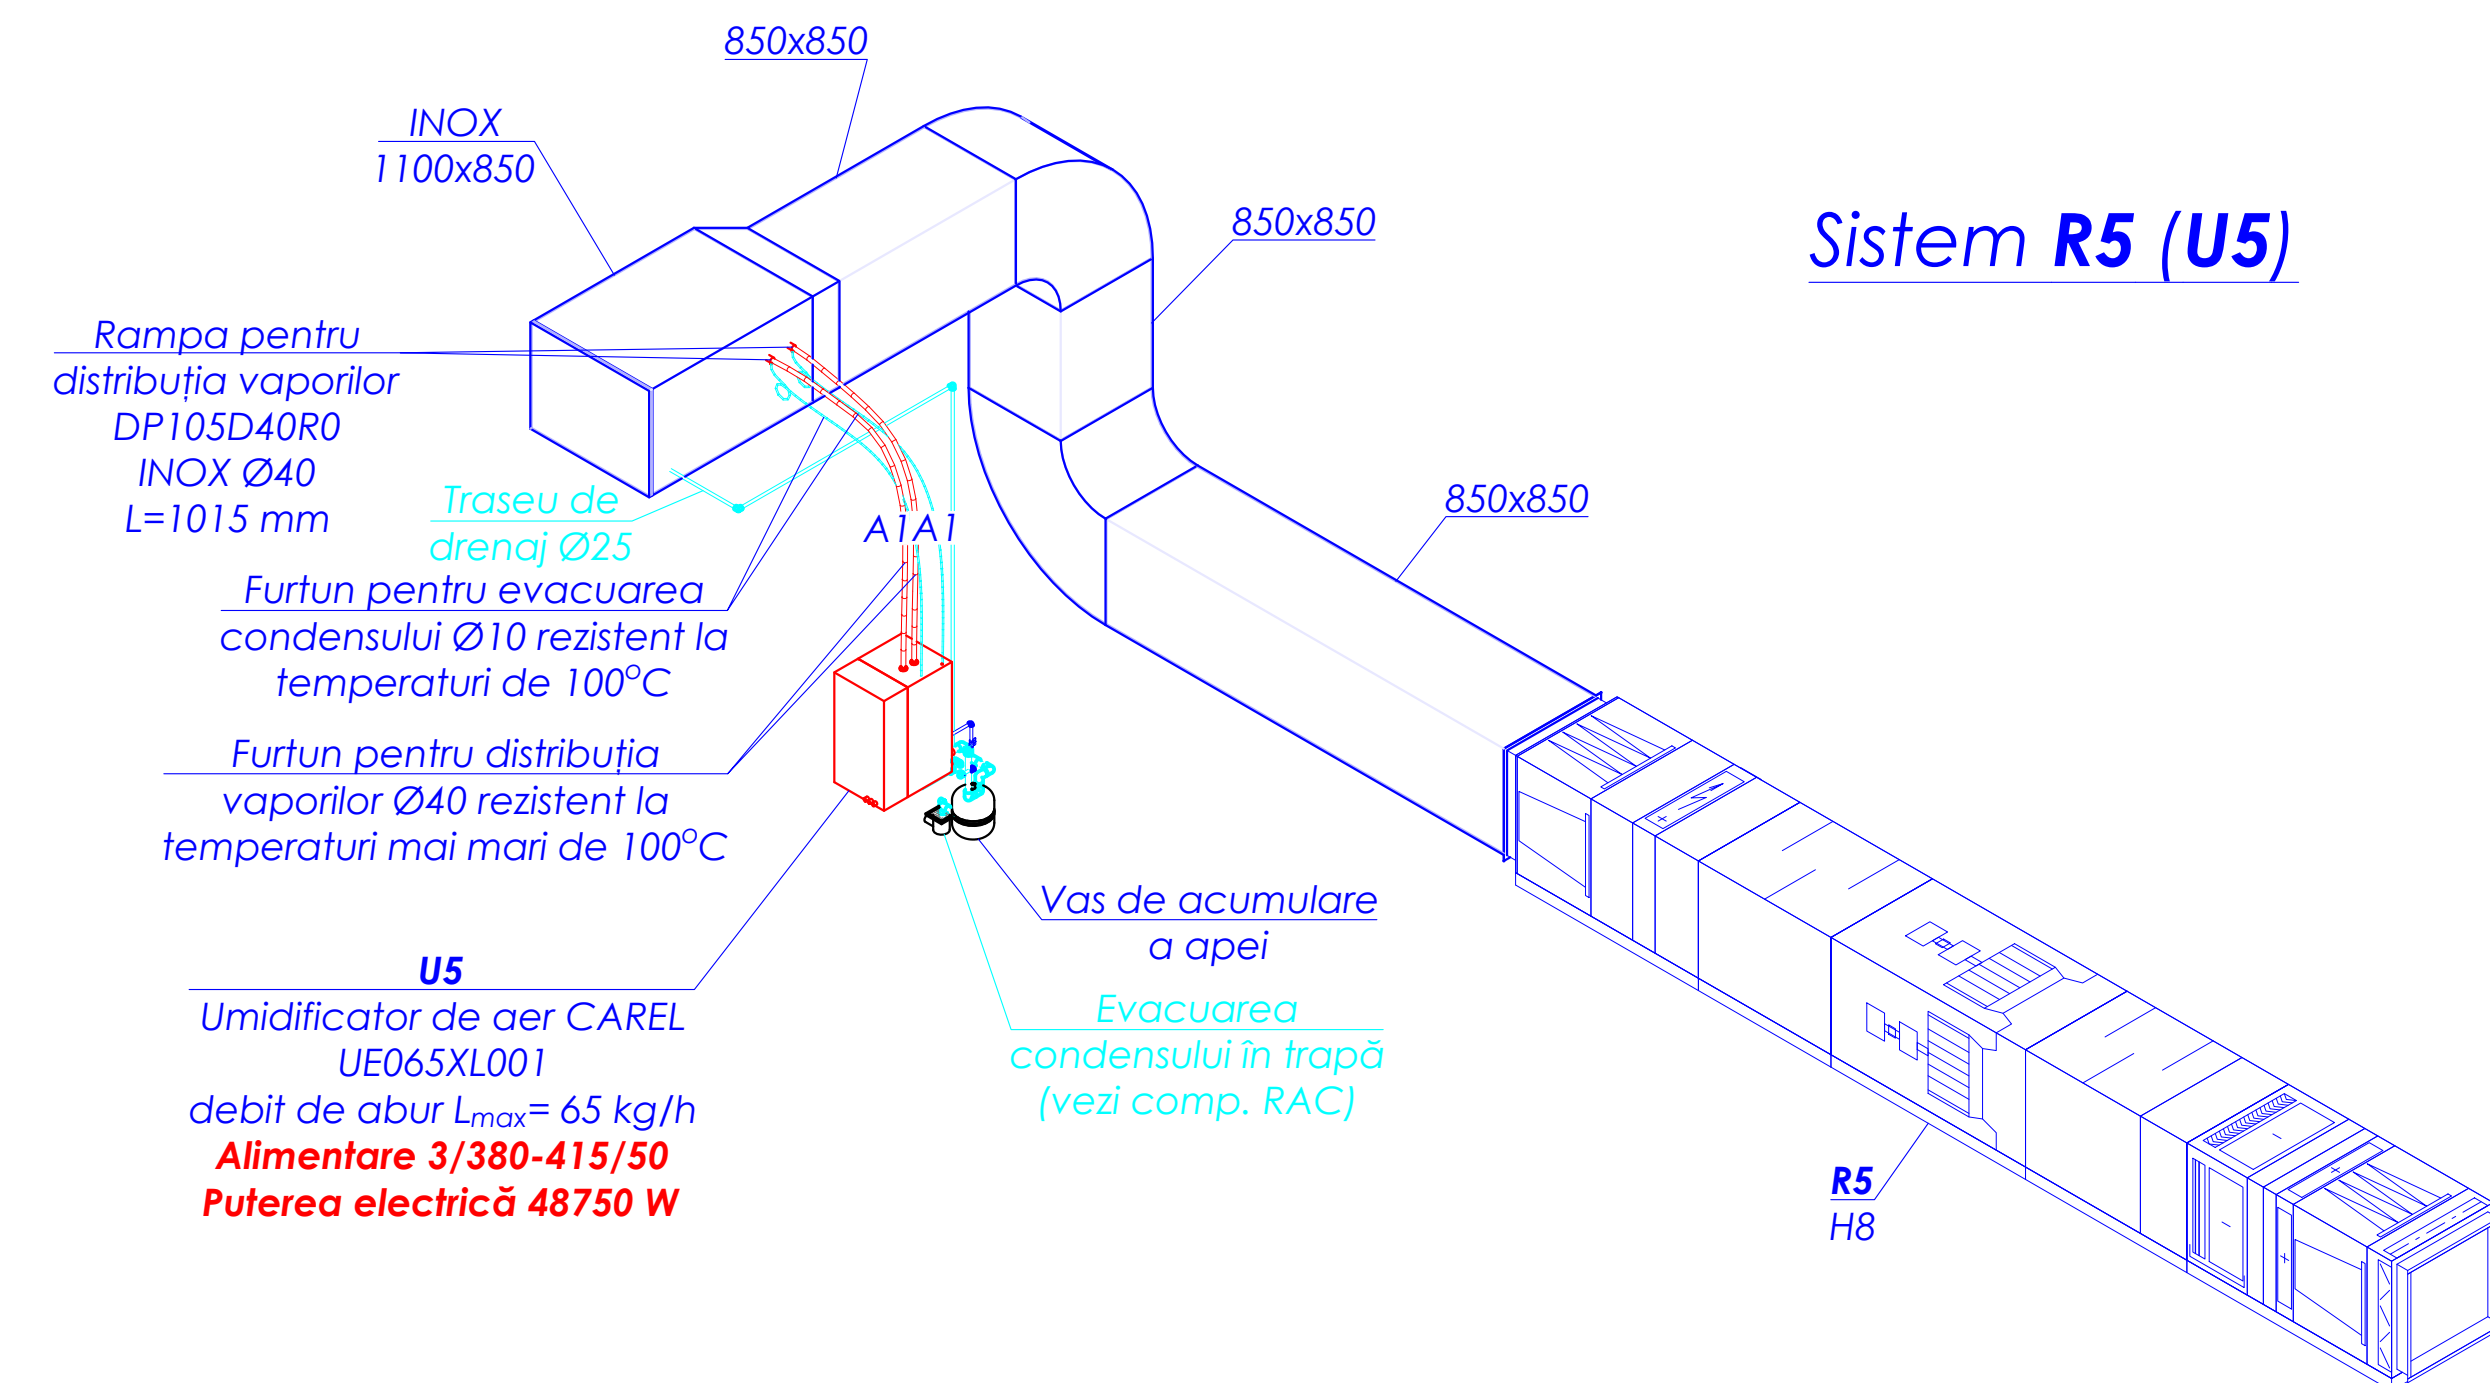 850x850
INOX
1100x850
850x850
Sistem R5 (U5)
Rampa pentru
distribuția vaporilor
DP105D40R0
INOX Ø40
L=1015 mm
Traseu de
drenaj Ø25
A1 A1
850x850
Furtun pentru evacuarea
condensului Ø10 rezistent la
temperaturi de 100°C
Furtun pentru distribuția
vaporilor Ø40 rezistent la
temperaturi mai mari de 100°C
Vas de acumulare
a apei
U5
Umidificator de aer CAREL
UE065XL001
debit de abur Lmax= 65 kg/h
Alimentare 3/380-415/50
Puterea electrică 48750 W
Evacuarea
condensului în trapă
(vezi comp. RAC)
R5
H8